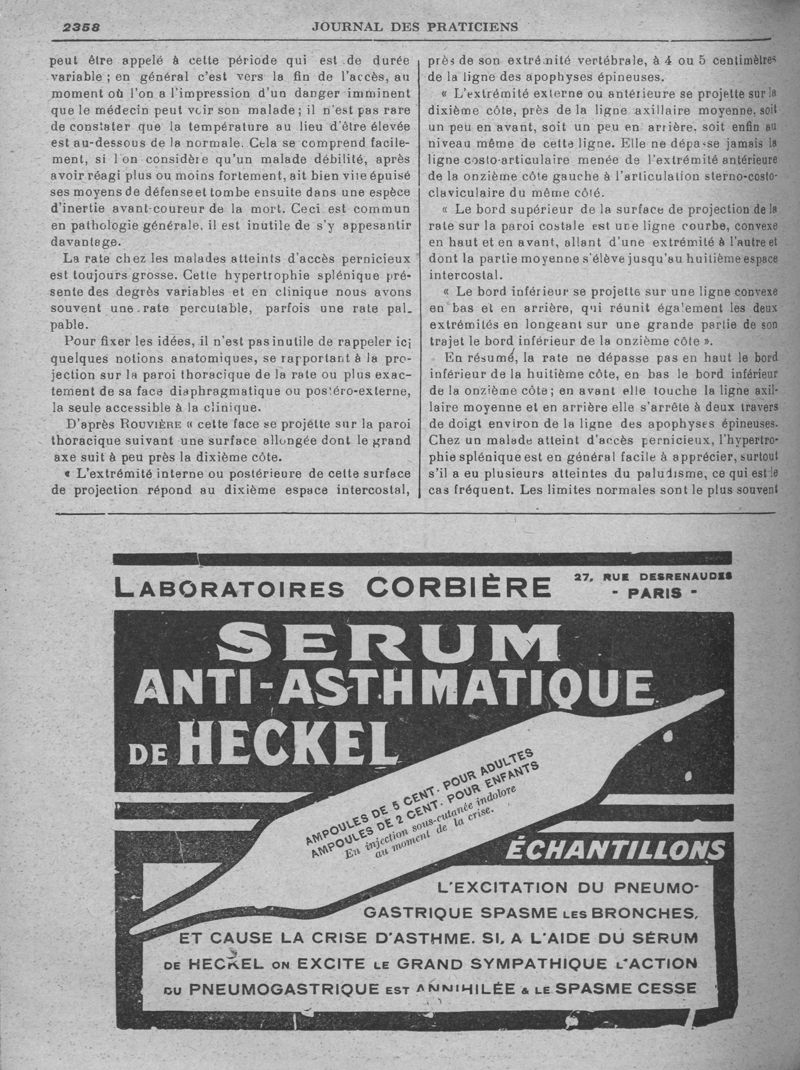 2358
JOURNAL DES PRATICIENS
peut être appelé à cette période qui est de durée
variable ; en général c'est vers la fin de l'accès, au
moment où l'on a l'impression d'un danger imminent
que le médecin peut voir son malade ; il n'est pas rare
de constater que la température au lieu d'être élevée
est au-dessous de la normale. Cela se comprend facile-
ment, si l'on considère qu'un malade débilité, après
avoir réagi plus ou moins fortement, ait bien vite épuisé
ses moyens de défense et tombe ensuite dans une espèce
d'inertie avant-coureur de la mort. Ceci est commun
en pathologie générale, il est inutile de s'y appesantir
davantage.
La rate chez les malades atteints d'accès pernicieux
est toujours grosse. Cette hypertrophie splénique pré-
sente des degrés variables et en clinique nous avons
souvent une rate percutable, parfois une rate pal-
pable.
Pour fixer les idées, il n'est pas inutile de rappeler ici
quelques notions anatomiques, se rapportant à la pro-
jection sur la paroi thoracique de la rate ou plus exac-
tement de sa face diaphragmatique ou postéro-externe,
la seule accessible à la clinique.
D'après ROUVIÈRE « cette face se projette sur la paroi
thoracique suivant une surface allongée dont le grand
axe suit à peu près la dixième côte.
« L'extrémité interne ou postérieure de cette surface
de projection répond au dixième espace intercostal,
près de son extrémité vertébrale, à 4 ou 5 centimètres
de la ligne des apophyses épineuses.
« L'extrémité externe ou antérieure se projette sur la
dixième côte, près de la ligne axillaire moyenne, soit
un peu en avant, soit un peu en arrière, soit enfin au
niveau même de cette ligne. Elle ne dépasse jamais la
ligne costo-articulaire menée de l'extrémité antérieure
de la onzième côte gauche à l'articulation sterno-costo-
claviculaire du même côté.
« Le bord supérieur de la surface de projection de la
rate sur la paroi costale est une ligne courbe, convexe
en haut et en avant, allant d'une extrémité à l'autre et
dont la partie moyenne s'élève jusqu'au huitième espace
intercostal.
« Le bord inférieur se projette sur une ligne convexe
en bas et en arrière, qui réunit également les deux
extrémités en longeant sur une grande partie de son
trajet le bord inférieur de la onzième côte ».
En résumé, la rate ne dépasse pas en haut le bord
inférieur de la huitième côte, en bas le bord inférieur
de la onzième côte ; en avant elle touche la ligne axil-
laire moyenne et en arrière elle s'arrête à deux travers
de doigt environ de la ligne des apophyses épineuses.
Chez un malade atteint d'accès pernicieux, l'hypertro-
phie splénique est en général facile à apprécier, surtout
s'il a eu plusieurs atteintes du paludisme, ce qui est le
cas fréquent. Les limites normales sont le plus souvent
LABORATOIRES CORBIÈRE
27, RUE DESRENAUDES
- PARIS -
SERUM
ANTI-ASTHMATIQUE
DE HECKEL
AMPOULES DE 5 CENT. POUR ADULTES
AMPOULES DE 2 CENT. POUR ENFANTS
En injection sous-cutanée indolore
au moment de la crise.
ÉCHANTILLONS
L'EXCITATION DU PNEUMO-
GASTRIQUE SPASME LES BRONCHES,
ET CAUSE LA CRISE D'ASTHME. SI, A L'AIDE DU SÉRUM
DE HECKEL ON EXCITE LE GRAND SYMPATHIQUE L'ACTION
DU PNEUMOGASTRIQUE EST ANNIHILÉE & LE SPASME CESSE